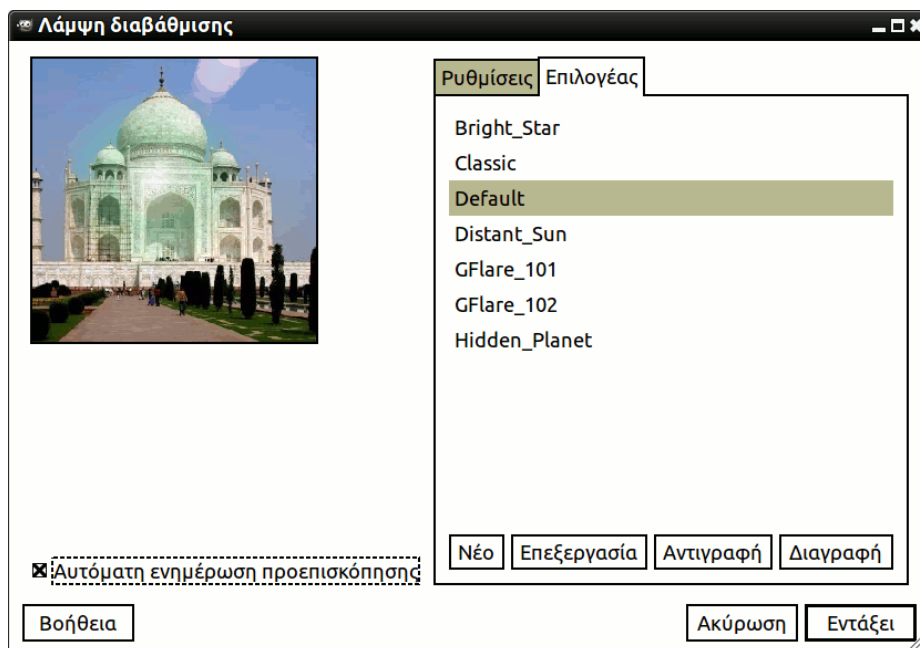 Λάμψη διαβάθμισης
Ρυθμίσεις Επιλογέας
Bright_Star
Classic
Default
Distant_Sun
GFlare_101
GFlare_102
Hidden_Planet
Νέο Επεξεργασία Αντιγραφή Διαγραφή
Αυτόματη ενημέρωση προεπισκόπησης
Βοήθεια Ακύρωση Εντάξει